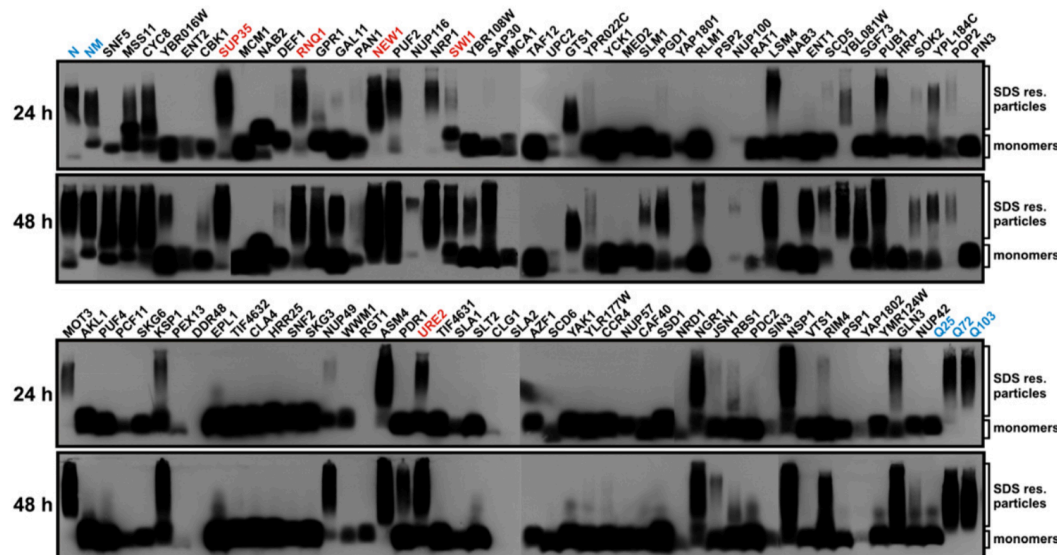 N NM SNF5 MSS11 CYC8 YBR016W ENT2 CBK1 SUP35 MCM1 NAB2 DEF1 RNQ1 GPR1 GAL11 PAN1 NEW1 PUF2 NUP116 NRP1 SWI1 YBR108W SAP30 MCA1 TAF12 UPC2 GTS1 YPR022C YCK1 MED2 SLM1 PGD1 YAP1801 RLM1 PSP2 NUP100 RAT1 LSM4 NAB3 ENT1 SCD5 YBL081W SGF73 PUB1 HRP1 SOK2 YPL184C POP2 PIN3
24 h
SDS res.
particles
monomers
48 h
SDS res.
particles
monomers
MOT3 AKL1 PUF4 PCF11 SKG6 KSP1 PEX13 DDR48 EPL1 TIF4632 CLA4 HRR25 SNF2 SKG3 NUP49 WWM1 RGT1 ASM4 PDR1 URE2 TIF4631 SLA1 SLT2 CLG1 SLA2 AZF1 SCD6 YAK1 YLR177W CCR4 NUP57 CAF40 SSD1 NRD1 NGR1 JSN1 RBS1 PDC2 SIN3 NSP1 VTS1 RIM4 PSP1 YAP1802 YMR124W GLN3 NUP42 Q25 Q72 Q103
24 h
SDS res.
particles
monomers
48 h
SDS res.
particles
monomers